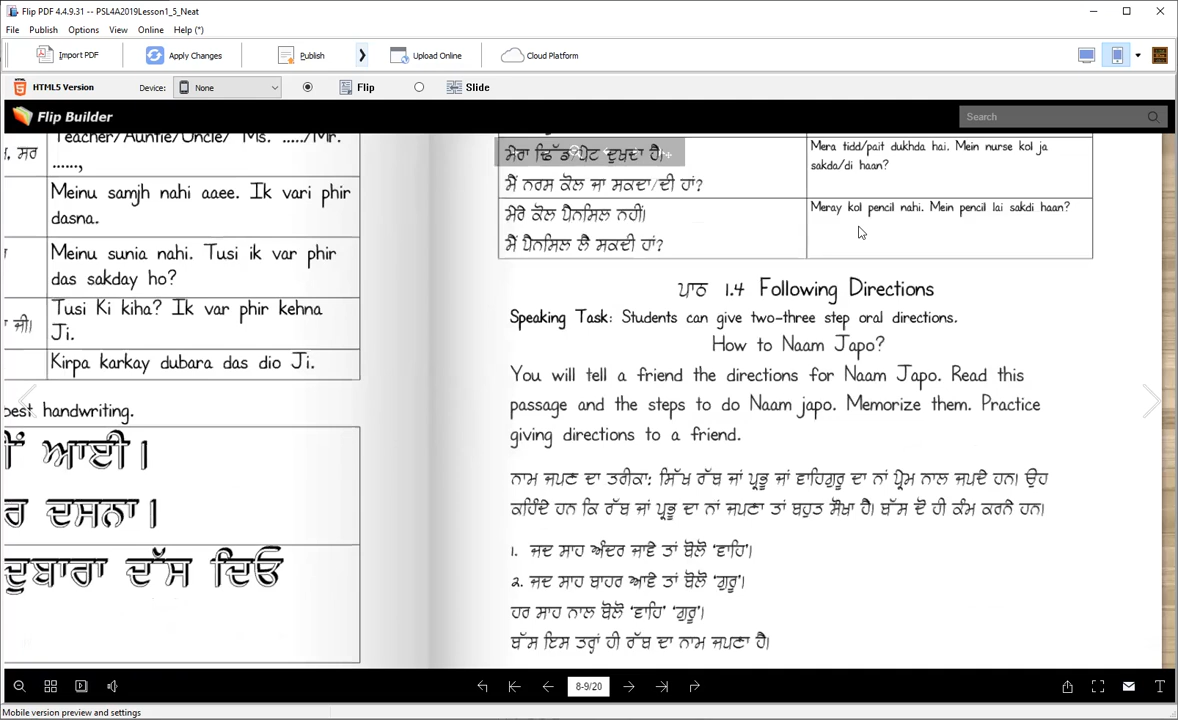 Flip PDF 4.4.9.31 -- PSL4A2019Lesson1_5_Neat
File Publish Options View Online Help (*)
Import PDF Apply Changes Publish Upload Online Cloud Platform
HTML5 Version Device: None Flip Slide
Flip Builder
Search
Teacher/Auntie/Uncle/ Ms. ...../Mr.
ਸਰ
......,
Meinu samjh nahi aaee. Ik vari phir
dasna.
Meinu sunia nahi. Tusi ik var phir
das sakday ho?
Tusi Ki kiha? Ik var phir kehna
ਜੀ।
Ji.
Kirpa karkay dubara das dio Ji.
best handwriting.
ਆਈ।
ਰ ਦਸਨਾ।
ਦੁਬਾਰਾ ਦੱਸ ਦਿਓ
ਮੇਰਾ ਢਿੱਡ ਪੇਟ ਦੁਖਦਾ ਹੈ।
ਮੈਂ ਨਰਸ ਕੋਲ ਜਾ ਸਕਦਾ/ਦੀ ਹਾਂ?
Mera tidd/pait dukhda hai. Mein nurse kol ja
sakda/di haan?
ਮੇਰੇ ਕੋਲ ਪੈਨਸਿਲ ਨਹੀਂ।
ਮੈਂ ਪੈਨਸਿਲ ਲੈ ਸਕਦੀ ਹਾਂ?
Meray kol pencil nahi. Mein pencil lai sakdi haan?
ਪਾਠ 1.4 Following Directions
Speaking Task: Students can give two-three step oral directions.
How to Naam Japo?
You will tell a friend the directions for Naam Japo. Read this
passage and the steps to do Naam japo. Memorize them. Practice
giving directions to a friend.
ਨਾਮ ਜਪਣ ਦਾ ਤਰੀਕਾ: ਸਿੱਖ ਰੱਬ ਜਾਂ ਪ੍ਰਭੂ ਜਾਂ ਵਾਹਿਗੁਰੂ ਦਾ ਨਾਂ ਪ੍ਰੇਮ ਨਾਲ ਜਪਦੇ ਹਨ। ਉਹ
ਕਹਿੰਦੇ ਹਨ ਕਿ ਰੱਬ ਜਾਂ ਪ੍ਰਭੂ ਦਾ ਨਾਂ ਜਪਣਾ ਤਾਂ ਬਹੁਤ ਸੌਖਾ ਹੈ। ਬੱਸ ਦੋ ਹੀ ਕੰਮ ਕਰਨੇ ਹਨ।
੧. ਜਦ ਸਾਹ ਅੰਦਰ ਜਾਵੇ ਤਾਂ ਬੋਲੋ ‘ਵਾਹਿ’।
੨. ਜਦ ਸਾਹ ਬਾਹਰ ਆਵੇ ਤਾਂ ਬੋਲੋ ‘ਗੁਰੂ’।
ਹਰ ਸਾਹ ਨਾਲ ਬੋਲੋ ‘ਵਾਹਿ’ ‘ਗੁਰੂ’।
ਬੱਸ ਇਸ ਤਰ੍ਹਾਂ ਹੀ ਰੱਬ ਦਾ ਨਾਮ ਜਪਣਾ ਹੈ।
8-9/20
Mobile version preview and settings